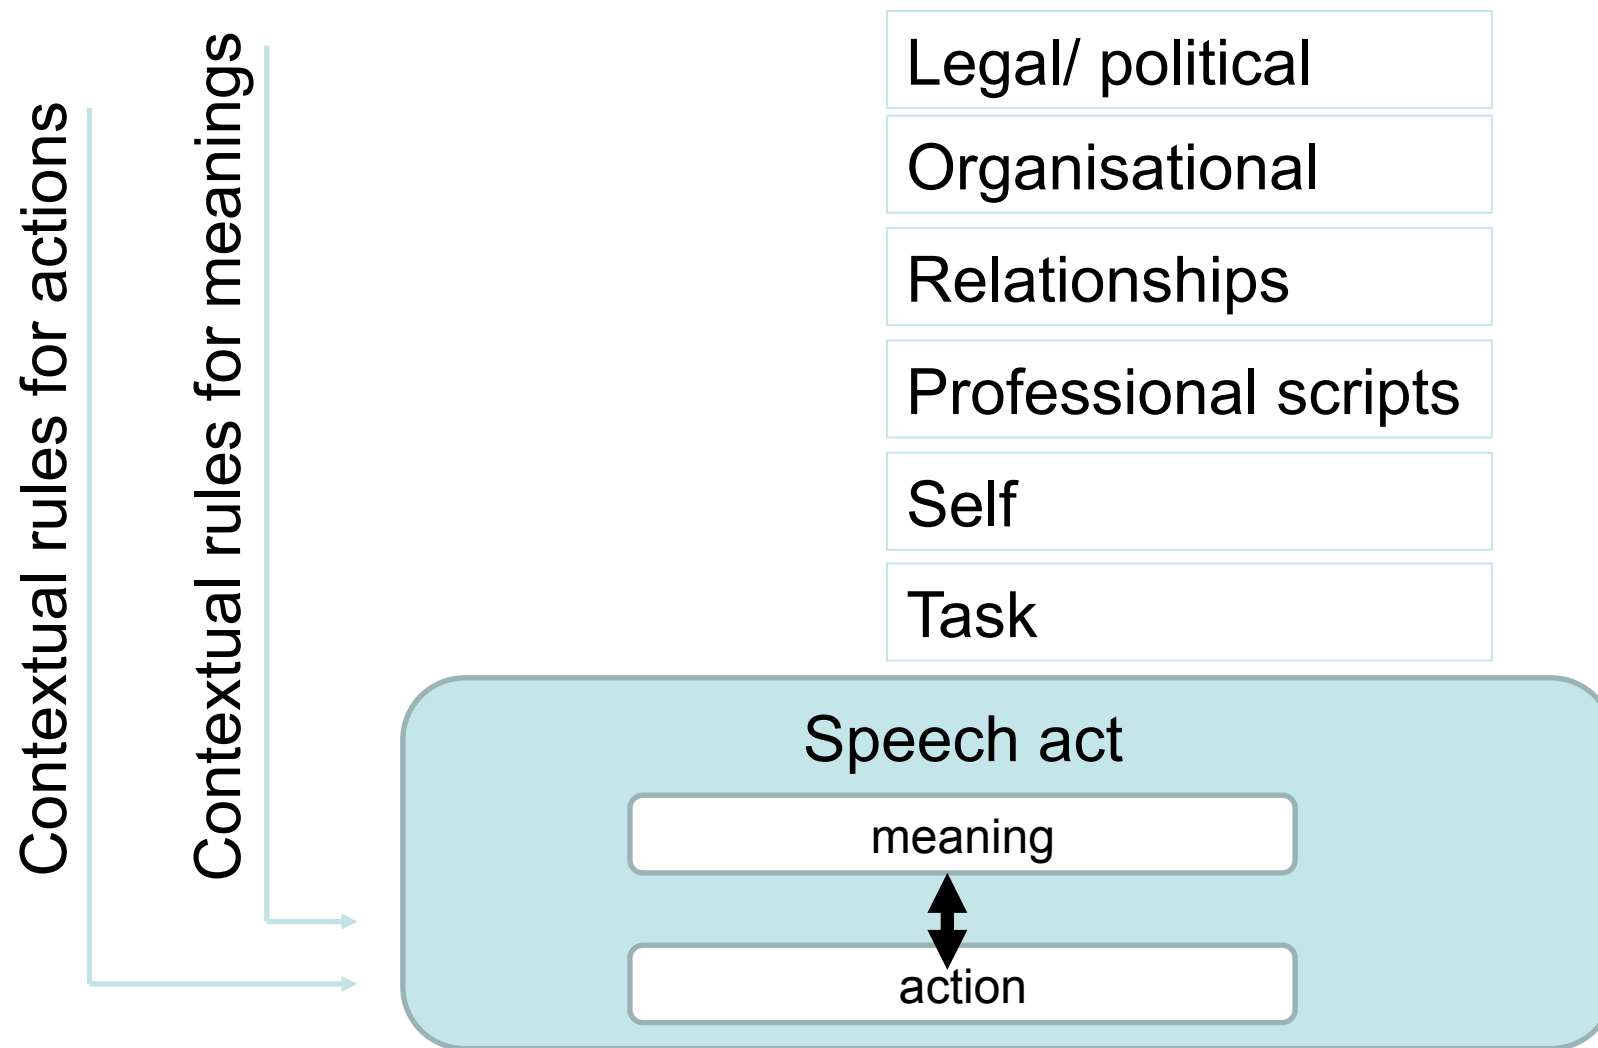 Contextual rules for actions
Contextual rules for meanings
Legal/ political
Organisational
Relationships
Professional scripts
Self
Task
Speech act
meaning
action